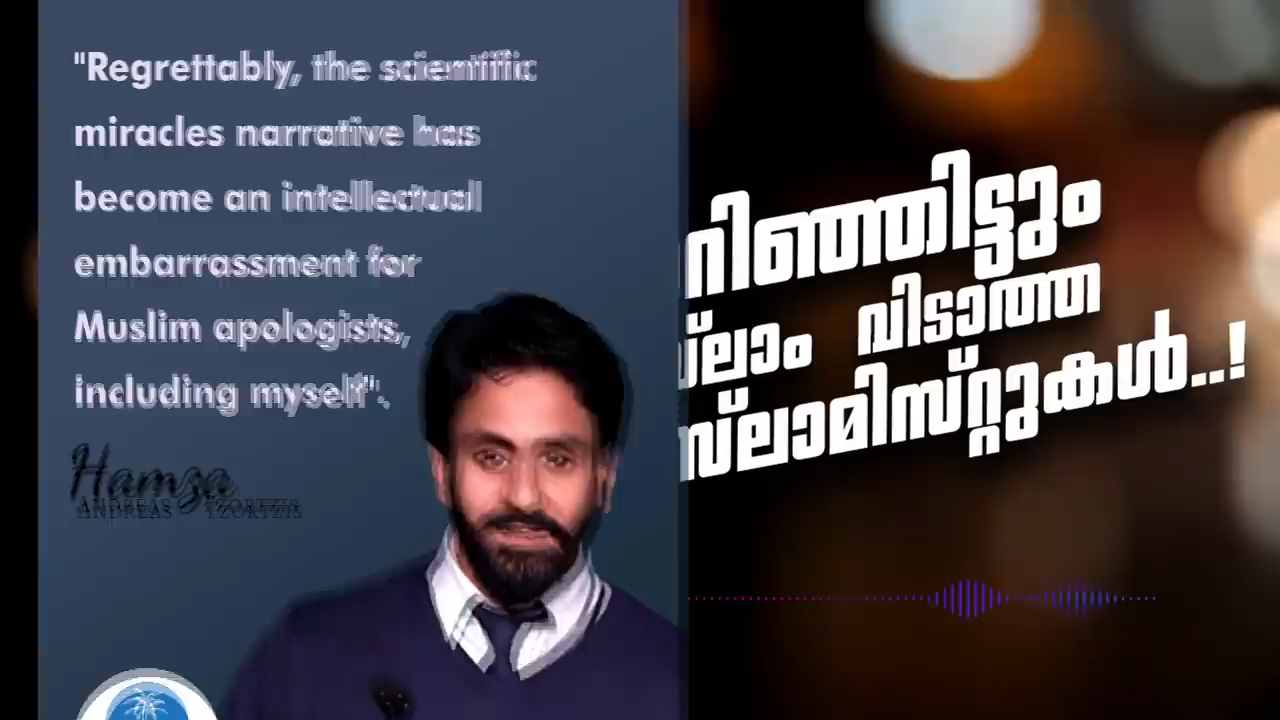 "Regrettably, the scientific
miracles narrative has
become an intellectual
embarrassment for
Muslim apologists,
including myself".
Hamza
ANDREAS TZORTZIS
റിഞ്ഞിട്ടും
സ്ലാം വിടാത്ത
സ്ലാമിസ്റ്റുകൾ..!